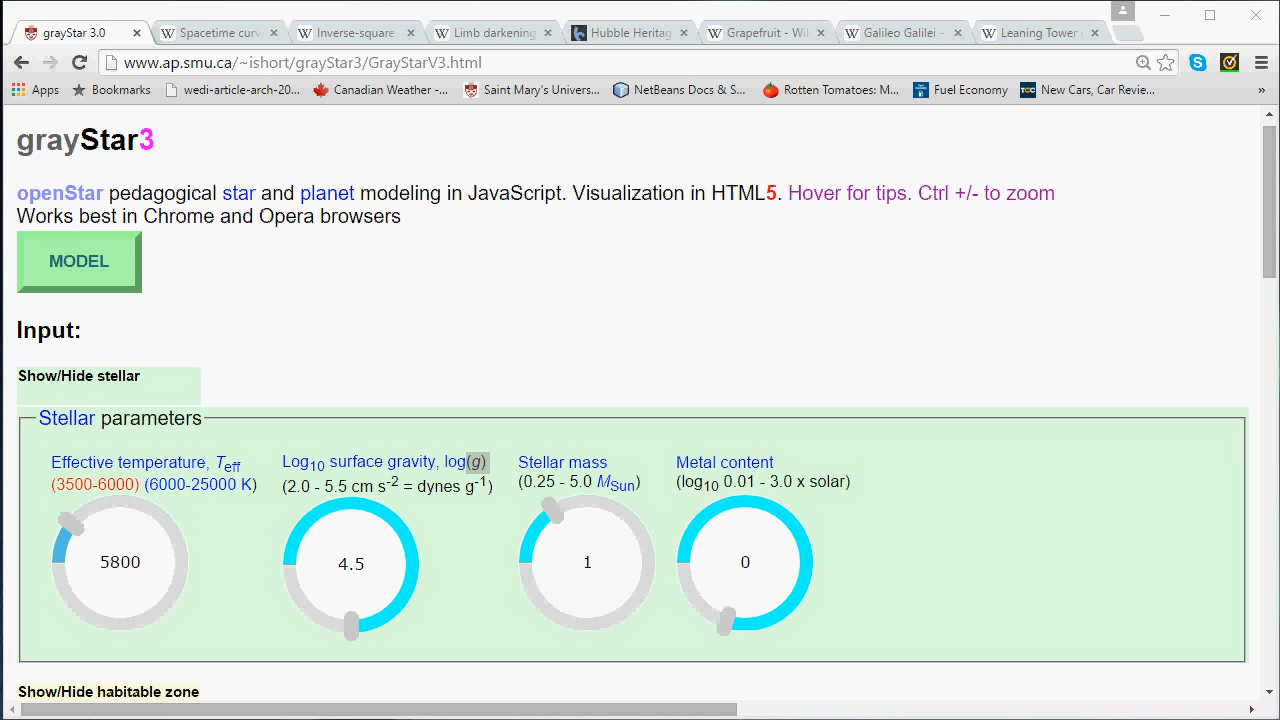 grayStar 3.0
Spacetime cur
Inverse-square
Limb darkening
Hubble Heritag
Grapefruit - Wil
Galileo Galilei -
Leaning Tower
www.ap.smu.ca/~ishort/grayStar3/GrayStarV3.html
Apps
Bookmarks
iedi-article-arch-20...
Canadian Weather - ...
Saint Mary's Univers...
NetBeans Docs & S...
Rotten Tomatoes: M...
Fuel Economy
New Cars, Car Revie...
»
grayStar3
openStar pedagogical star and planet modeling in JavaScript. Visualization in HTML5. Hover for tips. Ctrl +/- to zoom
Works best in Chrome and Opera browsers
MODEL
Input:
Show/Hide stellar
Stellar parameters
Effective temperature, Teff
(3500-6000) (6000-25000 K)
5800
Log10 surface gravity, log(g)
(2.0 - 5.5 cm s-2 = dynes g-1)
4.5
Stellar mass
(0.25 - 5.0 MSun)
1
Metal content
(log10 0.01 - 3.0 x solar)
0
Show/Hide habitable zone